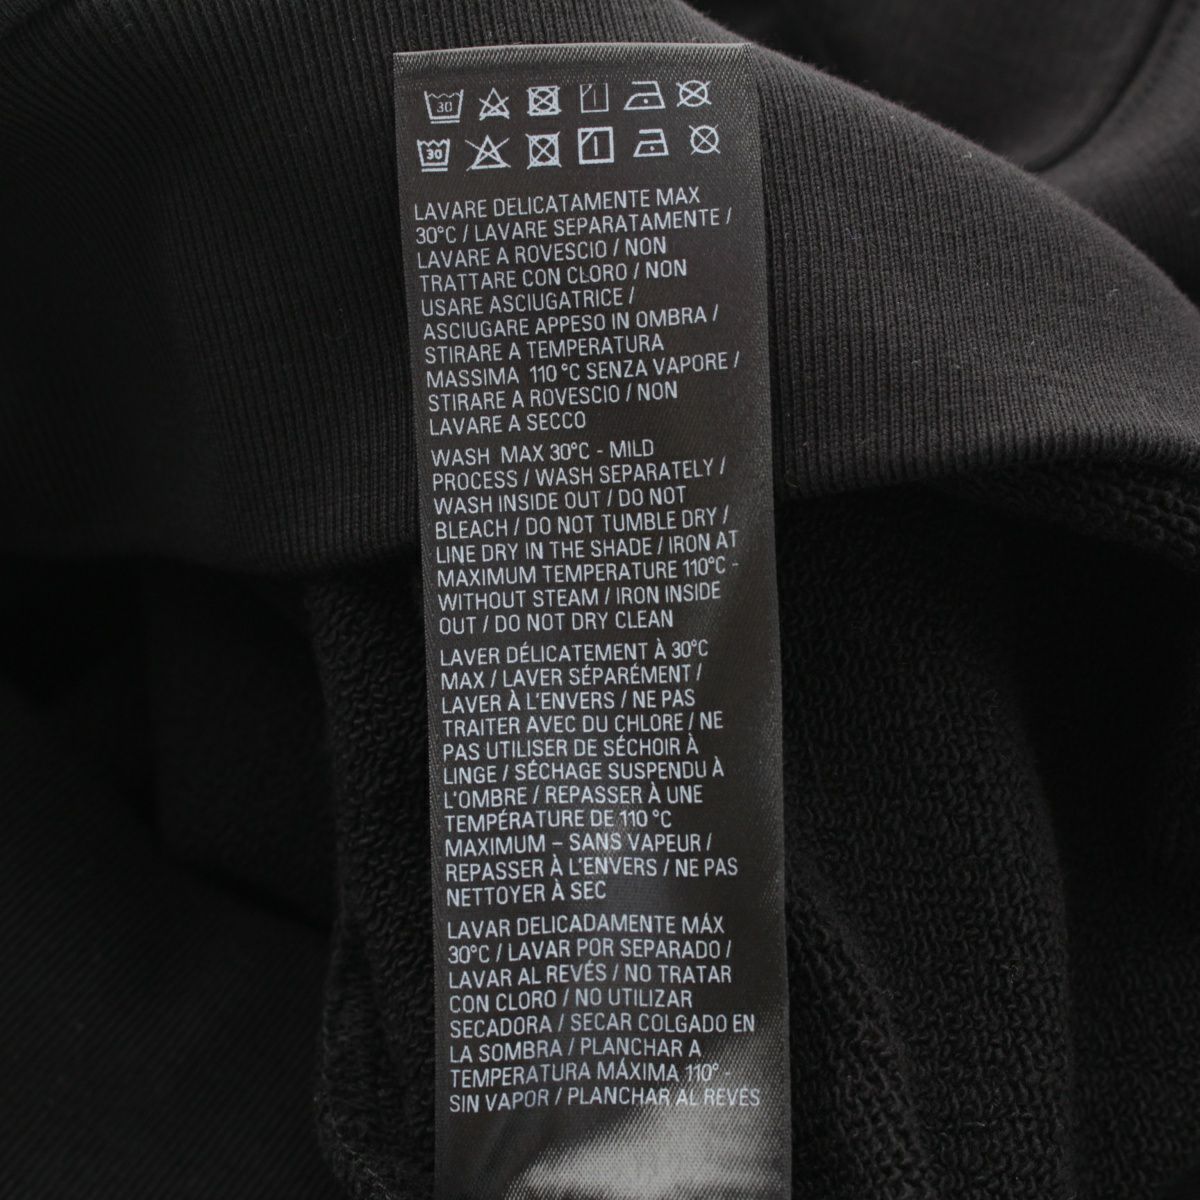 30
30
LAVARE DELICATAMENTE MAX
30°C / LAVARE SEPARATAMENTE /
LAVARE A ROVESCIO / NON
TRATTARE CON CLORO / NON
USARE ASCIUGATRICE /
ASCIUGARE APPESO IN OMBRA /
STIRARE A TEMPERATURA
MASSIMA 110 °C SENZA VAPORE /
STIRARE A ROVESCIO / NON
LAVARE A SECCO
WASH MAX 30°C - MILD
PROCESS / WASH SEPARATELY /
WASH INSIDE OUT / DO NOT
BLEACH / DO NOT TUMBLE DRY /
LINE DRY IN THE SHADE / IRON AT
MAXIMUM TEMPERATURE 110°C -
WITHOUT STEAM / IRON INSIDE
OUT / DO NOT DRY CLEAN
LAVER DÉLICATEMENT À 30°C
MAX / LAVER SÉPARÉMENT /
LAVER À L'ENVERS / NE PAS
TRAITER AVEC DU CHLORE / NE
PAS UTILISER DE SÉCHOIR À
LINGE / SÉCHAGE SUSPENDU À
L'OMBRE / REPASSER À UNE
TEMPÉRATURE DE 110 °C
MAXIMUM – SANS VAPEUR /
REPASSER À L'ENVERS / NE PAS
NETTOYER À SEC
LAVAR DELICADAMENTE MÁX
30°C / LAVAR POR SEPARADO /
LAVAR AL REVÉS / NO TRATAR
CON CLORO / NO UTILIZAR
SECADORA / SECAR COLGADO EN
LA SOMBRA / PLANCHAR A
TEMPERATURA MÁXIMA 110° -
SIN VAPOR / PLANCHAR AL REVÉS